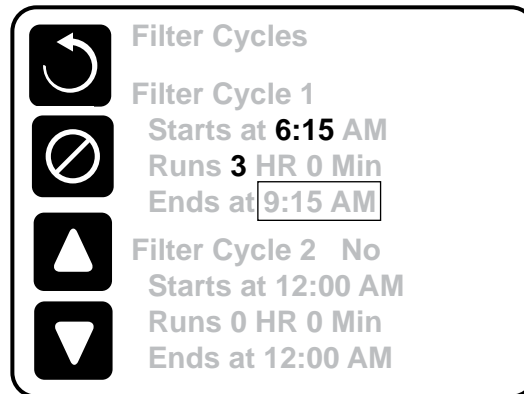 Filter Cycles
Filter Cycle 1
Starts at 6:15 AM
Runs 3 HR 0 Min
Ends at 9:15 AM
Filter Cycle 2 No
Starts at 12:00 AM
Runs 0 HR 0 Min
Ends at 12:00 AM